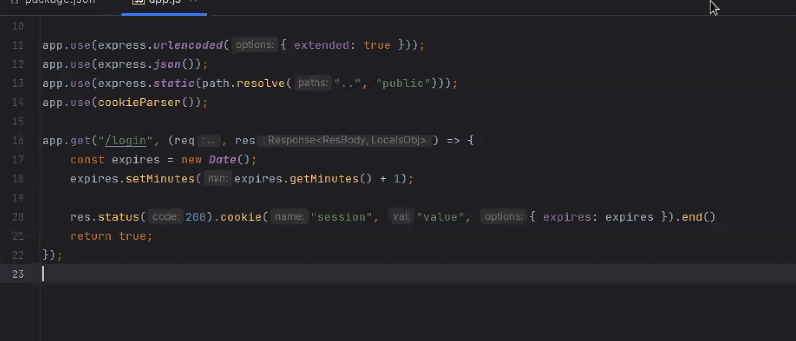 package.json app.js
10
11 app.use(express.urlencoded(options: { extended: true }));
12 app.use(express.json());
13 app.use(express.static(path.resolve(paths: "..", "public")));
14 app.use(cookieParser());
15
16 app.get("/login", (req :..., res :Response<ResBody, LocalsObj>) => {
17 const expires = new Date();
18 expires.setMinutes(min: expires.getMinutes() + 1);
19
20 res.status(code: 200).cookie(name: "session", val: "value", options: { expires: expires }).end()
21 return true;
22 });
23